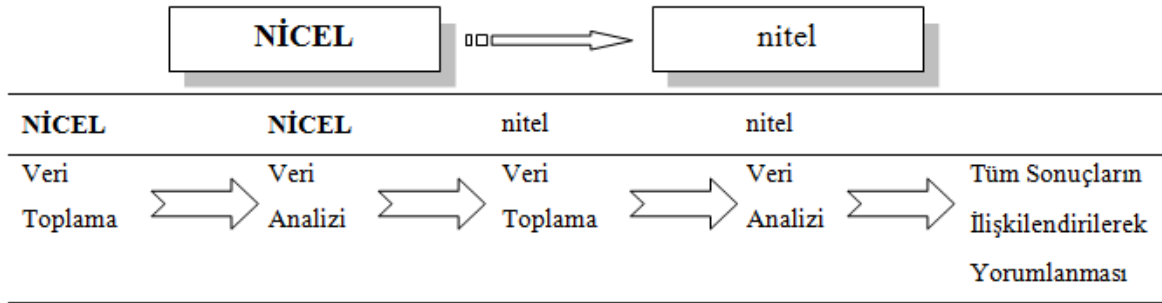 NİCEL nitel
NİCEL NİCEL nitel nitel
Veri Veri Veri Veri Tüm Sonuçların
Toplama Analizi Toplama Analizi İlişkilendirilerek
Yorumlanması